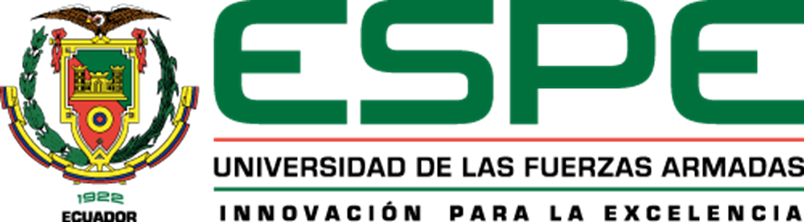 ESPE
UNIVERSIDAD DE LAS FUERZAS ARMADAS
INNOVACIÓN PARA LA EXCELENCIA
1922
ECUADOR